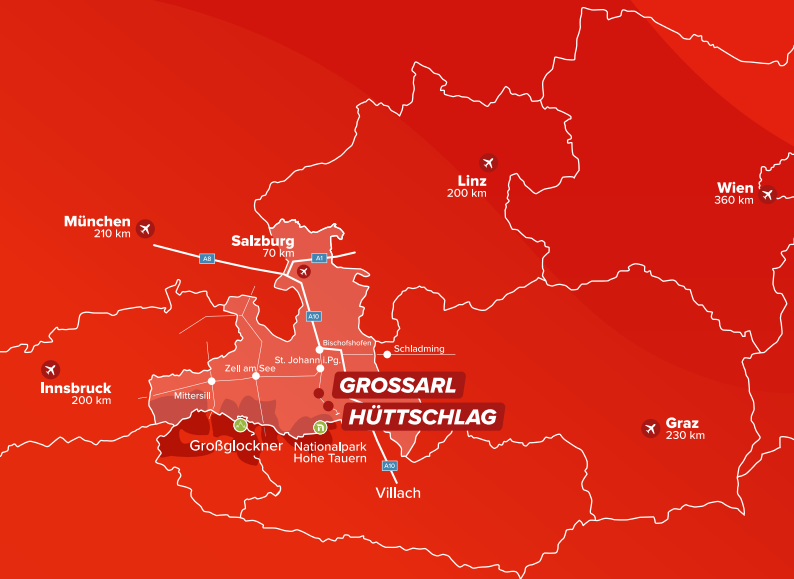 Linz
200 km
Wien
360 km
München
210 km
Salzburg
70 km
A8
A1
A10
Bischofshofen
Schladming
St. Johann i.Pg.
Zell am See
Innsbruck
200 km
Mittersill
GROSSARL
HÜTTSCHLAG
Graz
230 km
Großglockner
Nationalpark
Hohe Tauern
A10
Villach